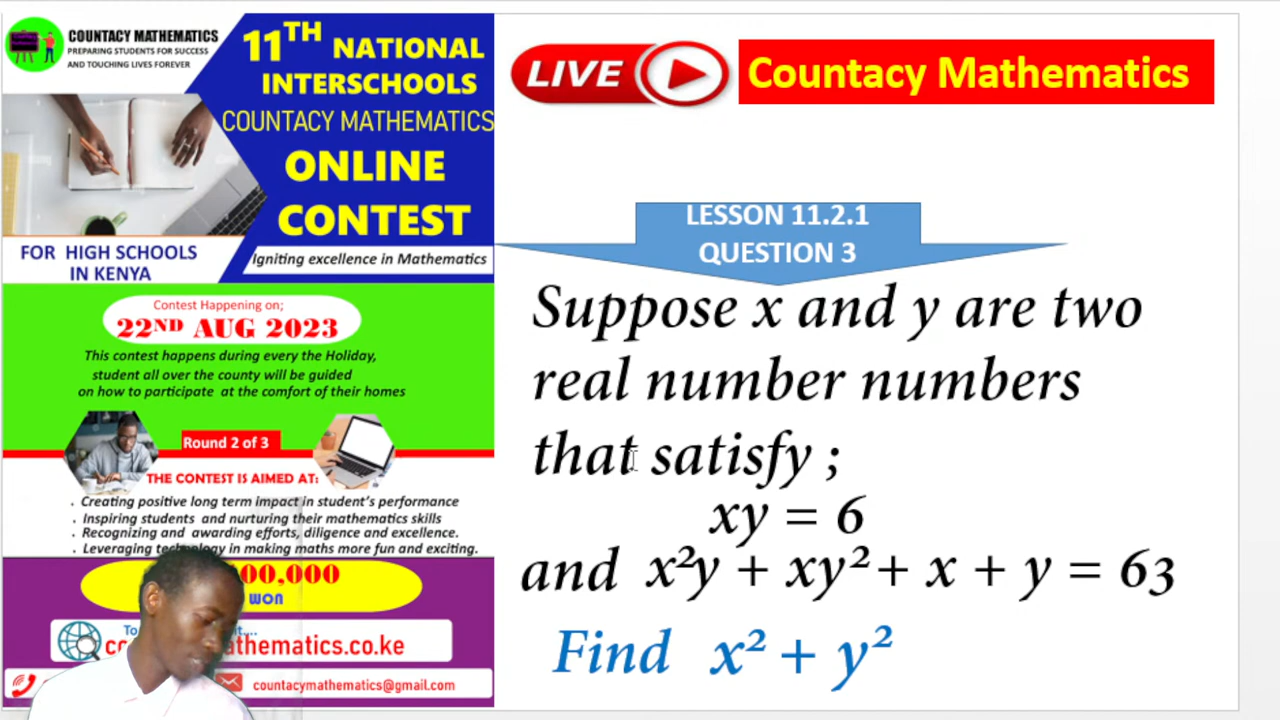 COUNTACY MATHEMATICS
PREPARING STUDENTS FOR SUCCESS
AND TOUCHING LIVES FOREVER
11TH NATIONAL
INTERSCHOOLS
COUNTACY MATHEMATICS
ONLINE
CONTEST
FOR HIGH SCHOOLS
IN KENYA
Igniting excellence in Mathematics
Contest Happening on;
22ND AUG 2023
This contest happens during every the Holiday,
student all over the county will be guided
on how to participate at the comfort of their homes
Round 2 of 3
THE CONTEST IS AIMED AT:
. Creating positive long term impact in student's performance
. Inspiring students and nurturing their mathematics skills
. Recognizing and awarding efforts, diligence and excellence.
. Leveraging technology in making maths more fun and exciting.
00,000
WON
To
athematics.co.ke
countacymathematics@gmail.com
LIVE
Countacy Mathematics
LESSON 11.2.1
QUESTION 3
Suppose x and y are two
real number numbers
that satisfy ;
xy = 6
and x²y + xy² + x + y = 63
Find x² + y²